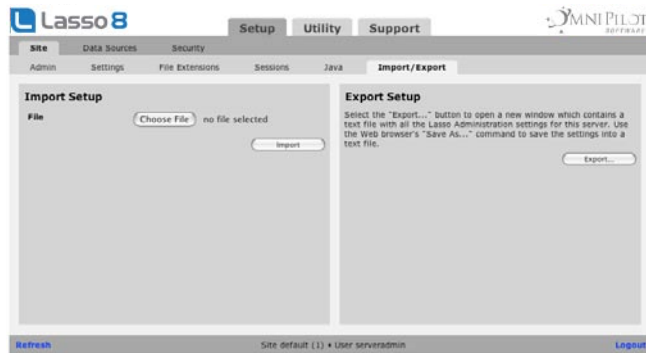 Lasso 8
Setup Utility Support
OMNIPILOT
SOFTWARE
Site Data Sources Security
Admin Settings File Extensions Sessions Java Import/Export
Import Setup
File Choose File no file selected
Import
Export Setup
Select the "Export..." button to open a new window which contains a
text file with all the Lasso Administration settings for this server. Use
the Web browser's "Save As..." command to save the settings into a
text file.
Export...
Refresh Site default (1) • User serveradmin Logout